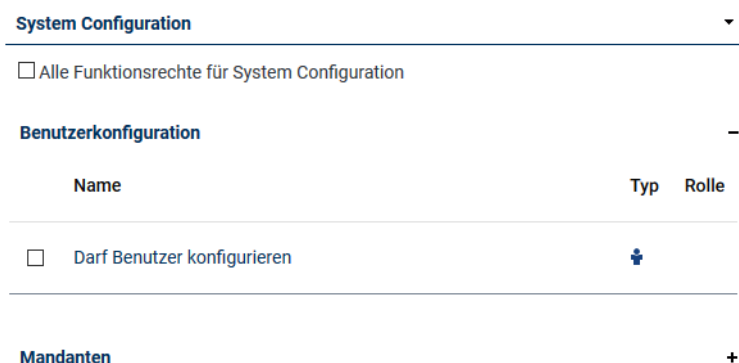 System Configuration
Alle Funktionsrechte für System Configuration
Benutzerkonfiguration
Name Typ Rolle
Darf Benutzer konfigurieren
Mandanten